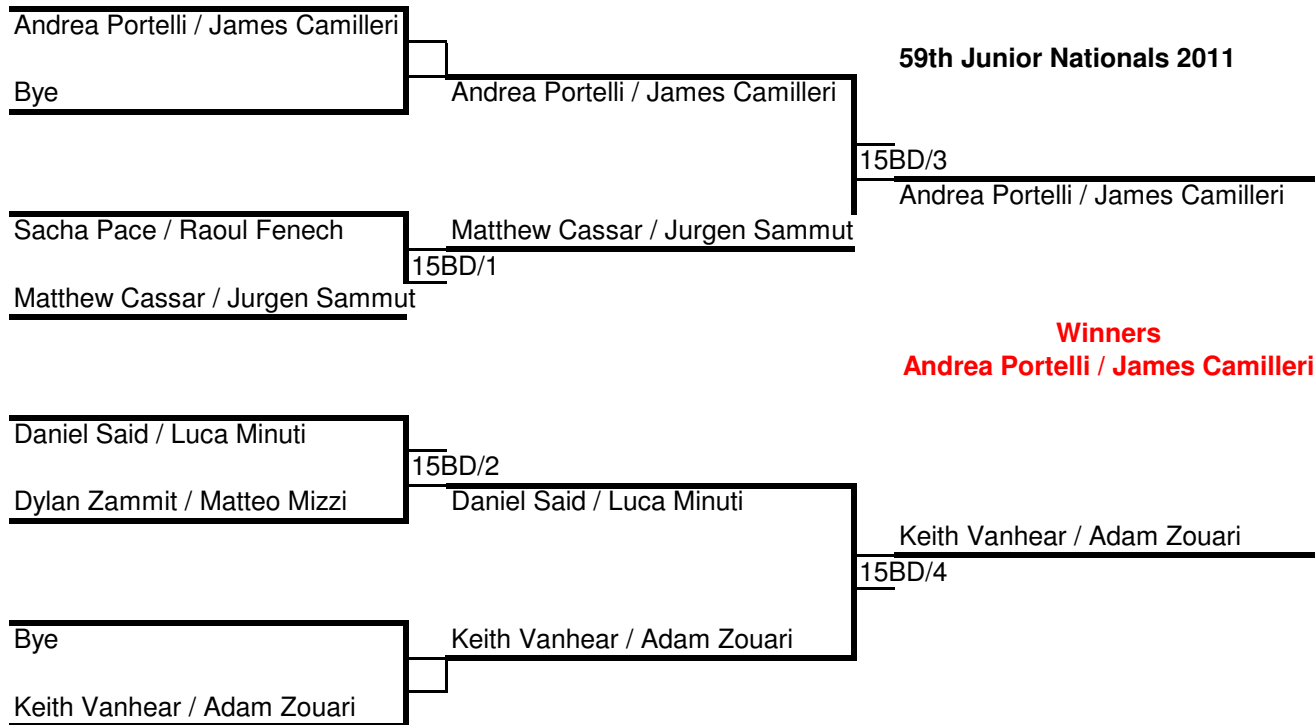 Andrea Portelli / James Camilleri
59th Junior Nationals 2011
Bye
Andrea Portelli / James Camilleri
15BD/3
Andrea Portelli / James Camilleri
Sacha Pace / Raoul Fenech
Matthew Cassar / Jurgen Sammut
15BD/1
Matthew Cassar / Jurgen Sammut
Winners
Andrea Portelli / James Camilleri
Daniel Said / Luca Minuti
15BD/2
Dylan Zammit / Matteo Mizzi
Daniel Said / Luca Minuti
Keith Vanhear / Adam Zouari
15BD/4
Bye
Keith Vanhear / Adam Zouari
Keith Vanhear / Adam Zouari